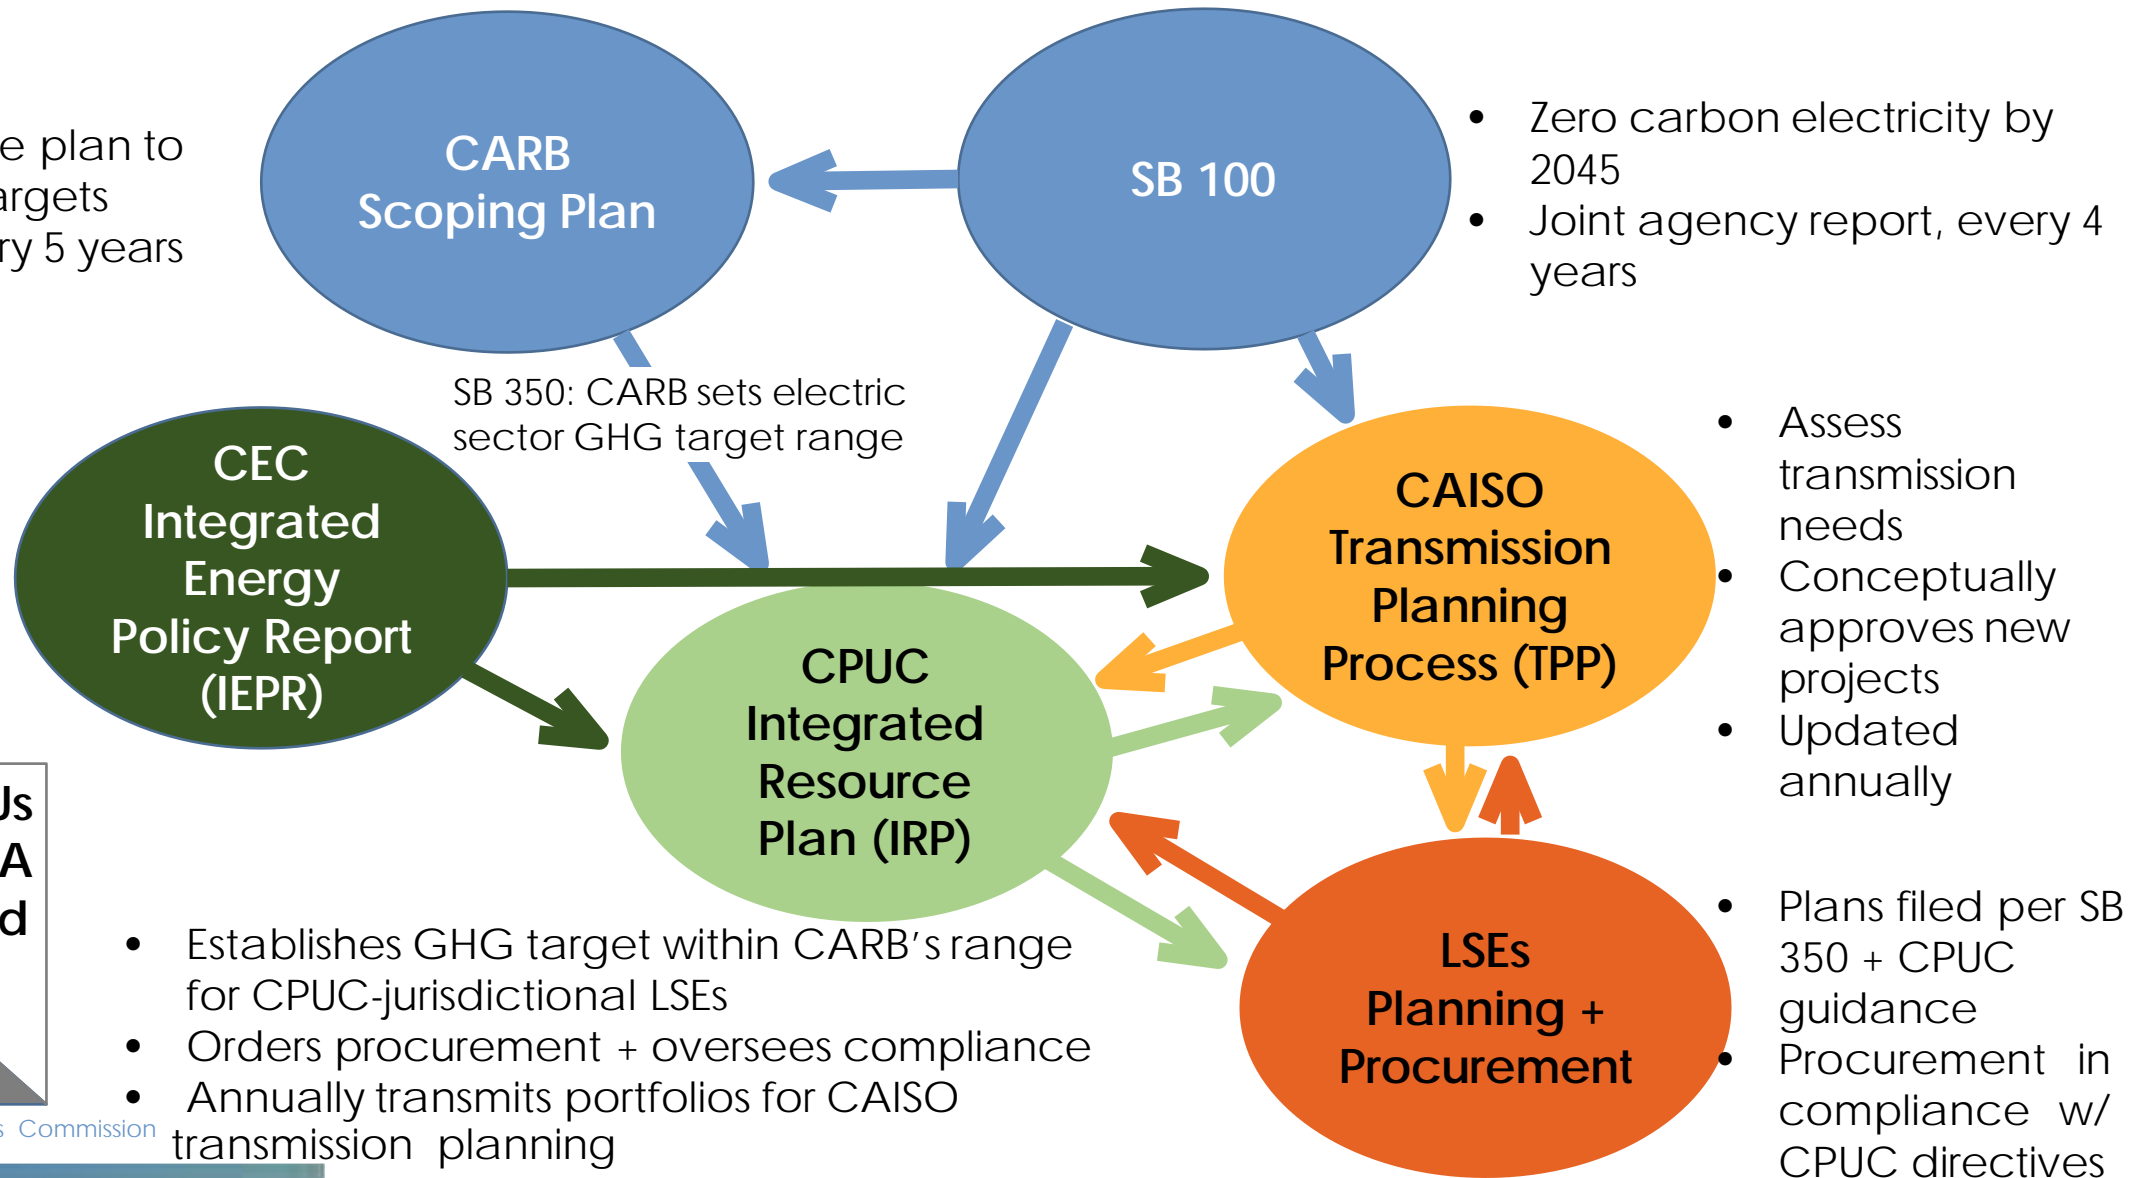 plan to
5 years
CARB
Scoping Plan
SB 100
• Zero carbon electricity by
2045
• Joint agency report, every 4
years
SB 350: CARB sets electric
sector GHG target range
CEC
Integrated
Energy
Policy Report
(IEPR)
CAISO
Transmission
Planning
Process (TPP)
• Assess
transmission
needs
• Conceptually
approves new
projects
• Updated
annually
CPUC
Integrated
Resource
Plan (IRP)
• Establishes GHG target within CARB's range
for CPUC-jurisdictional LSEs
• Orders procurement + oversees compliance
• Annually transmits portfolios for CAISO
transmission planning
LSEs
Planning +
Procurement
• Plans filed per SB
350 + CPUC
guidance
• Procurement in
compliance w/
CPUC directives
Commission